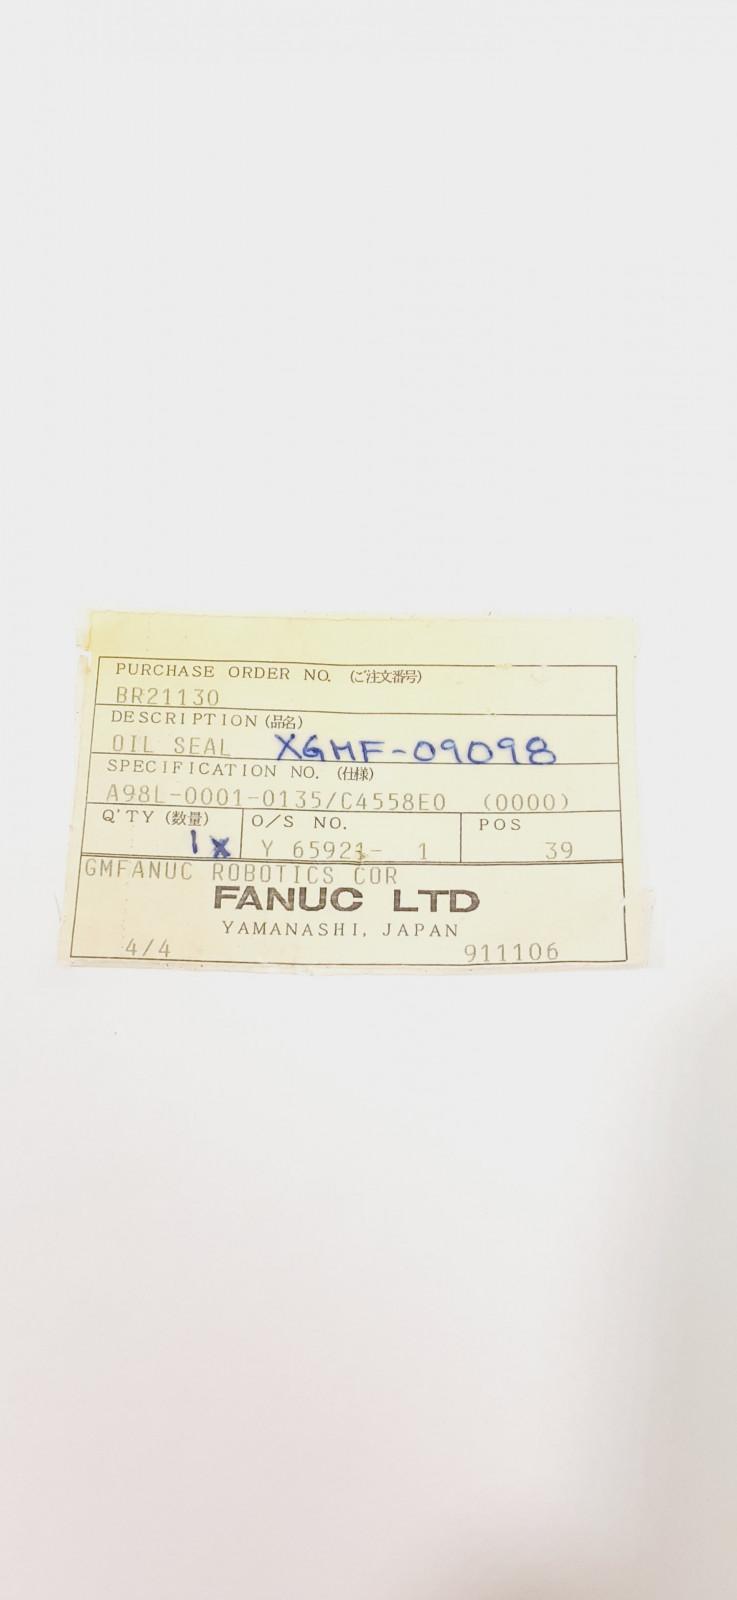 PURCHASE ORDER NO. (ご注文番号)
BR21130
DESCRIPTION (品名)
OIL SEAL XGMF-09098
SPECIFICATION NO. (仕様)
A98L-0001-0135/C4558E0 (0000)
Q'TY (数量) O/S NO. POS
1 Y 65921- 1 39
GMFANUC ROBOTICS COR
FANUC LTD
YAMANASHI, JAPAN
4/4 911106